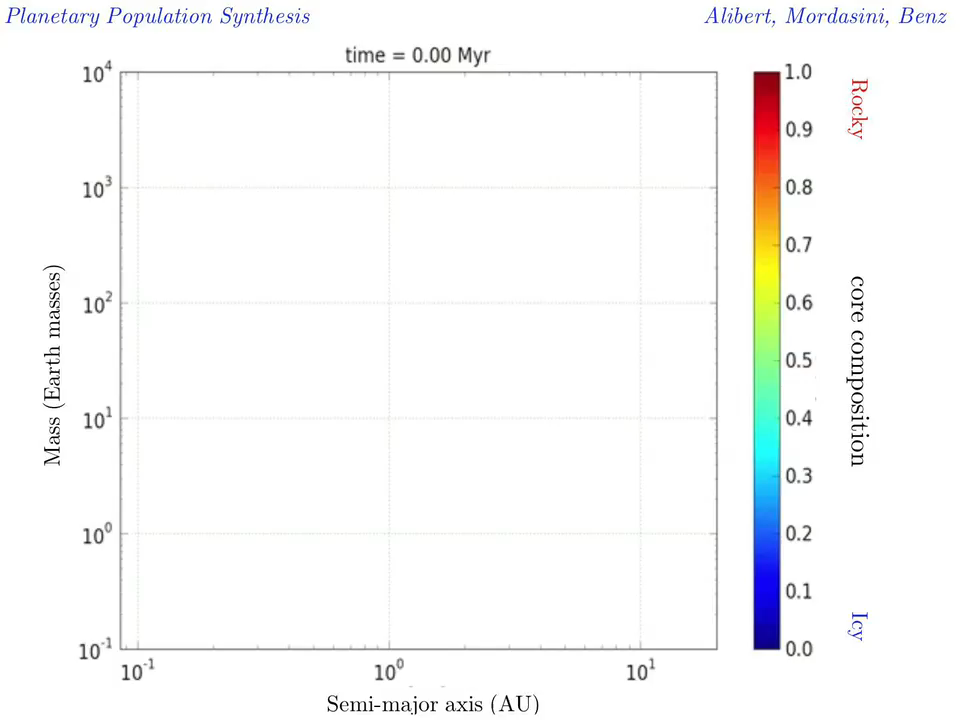 Planetary Population Synthesis
Alibert, Mordasini, Benz
time = 0.00 Myr
10^4
10^3
10^2
10^1
10^0
10^-1
Mass (Earth masses)
10^-1
10^0
10^1
Semi-major axis (AU)
1.0
0.9
0.8
0.7
0.6
0.5
0.4
0.3
0.2
0.1
0.0
Rocky
core composition
Icy